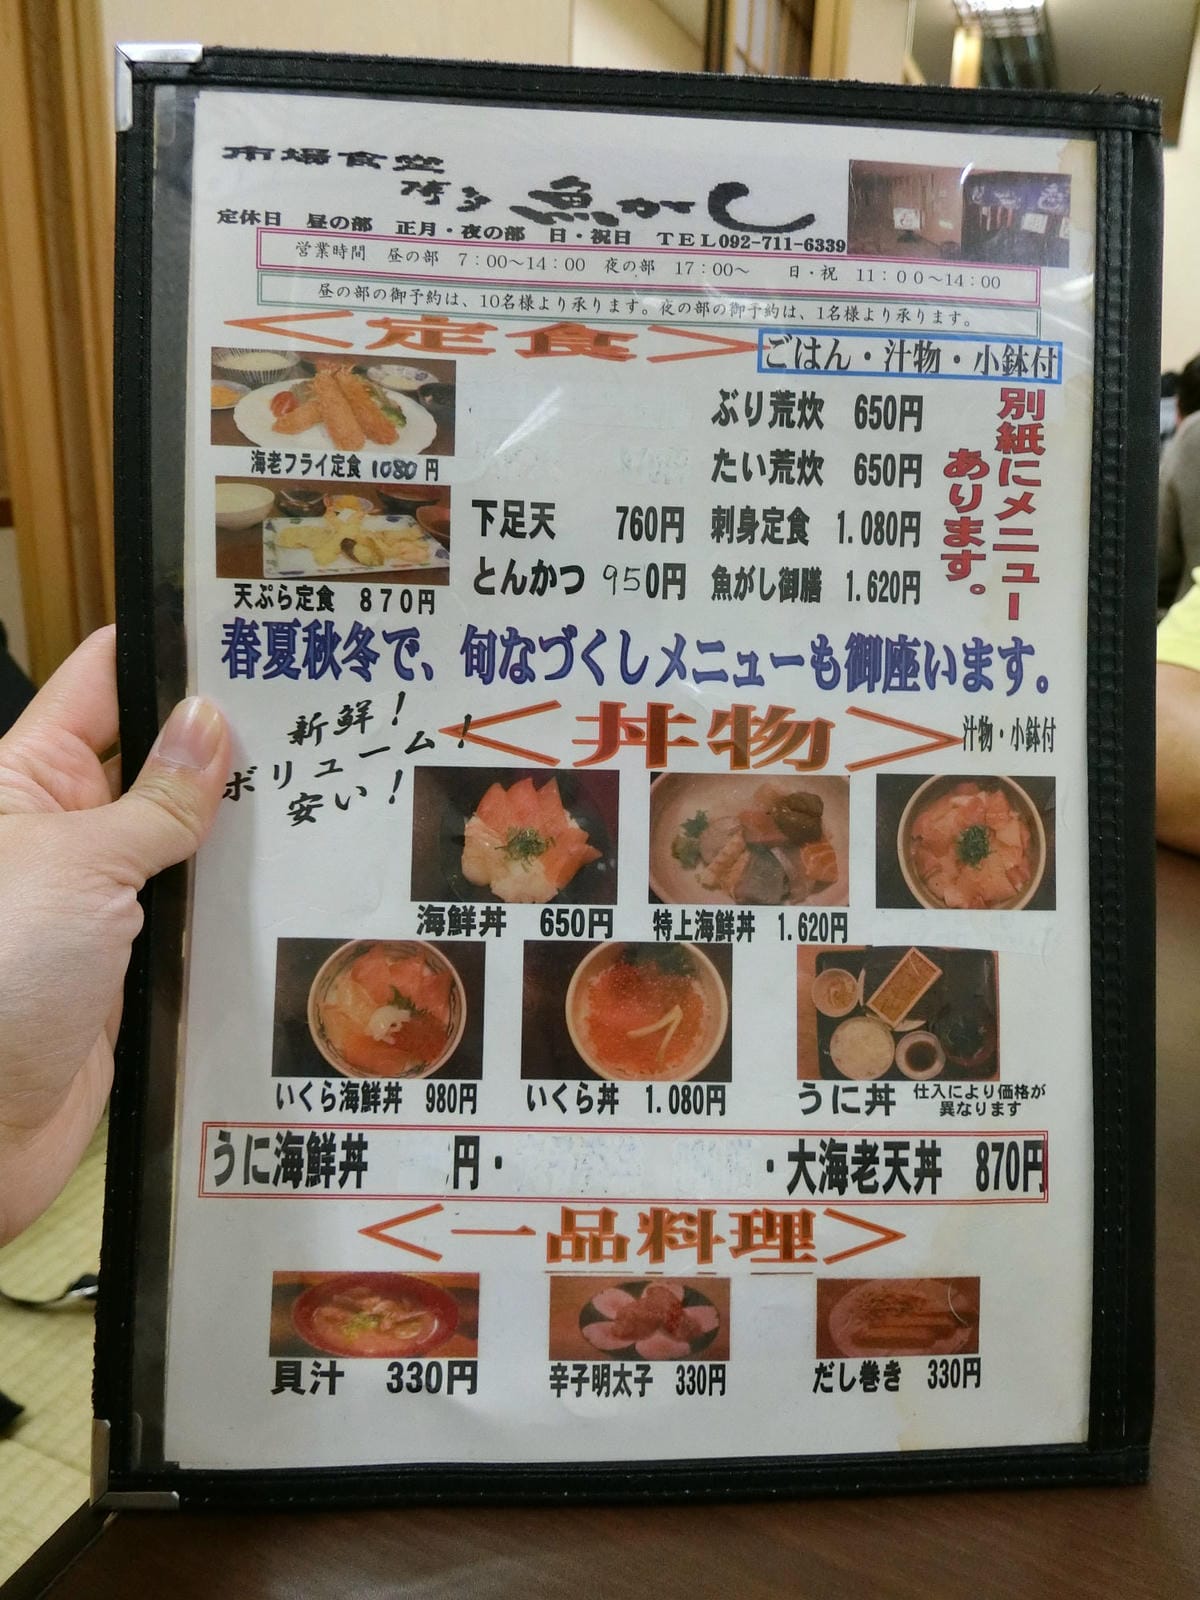 市場食堂
博多 魚がし
定休日 昼の部 正月・夜の部 日・祝日 TEL092-711-6339
営業時間 昼の部 7:00〜14:00 夜の部 17:00〜 日・祝 11:00〜14:00
昼の部の御予約は、10名様より承ります。夜の部の御予約は、1名様より承ります。
<定食>
ごはん・汁物・小鉢付
別紙にメニュー
あります。
海老フライ定食 1080円
天ぷら定食 870円
ぶり荒炊 650円
たい荒炊 650円
下足天 760円 刺身定食 1.080円
とんかつ 950円 魚がし御膳 1.620円
春夏秋冬で、旬なづくしメニューも御座います。
新鮮!
ボリューム!
安い!
<丼物>
汁物・小鉢付
海鮮丼 650円
特上海鮮丼 1.620円
いくら海鮮丼 980円
いくら丼 1.080円
うに丼 仕入により価格が
異なります
うに海鮮丼 円・ ・大海老天丼 870円
<一品料理>
貝汁 330円
辛子明太子 330円
だし巻き 330円